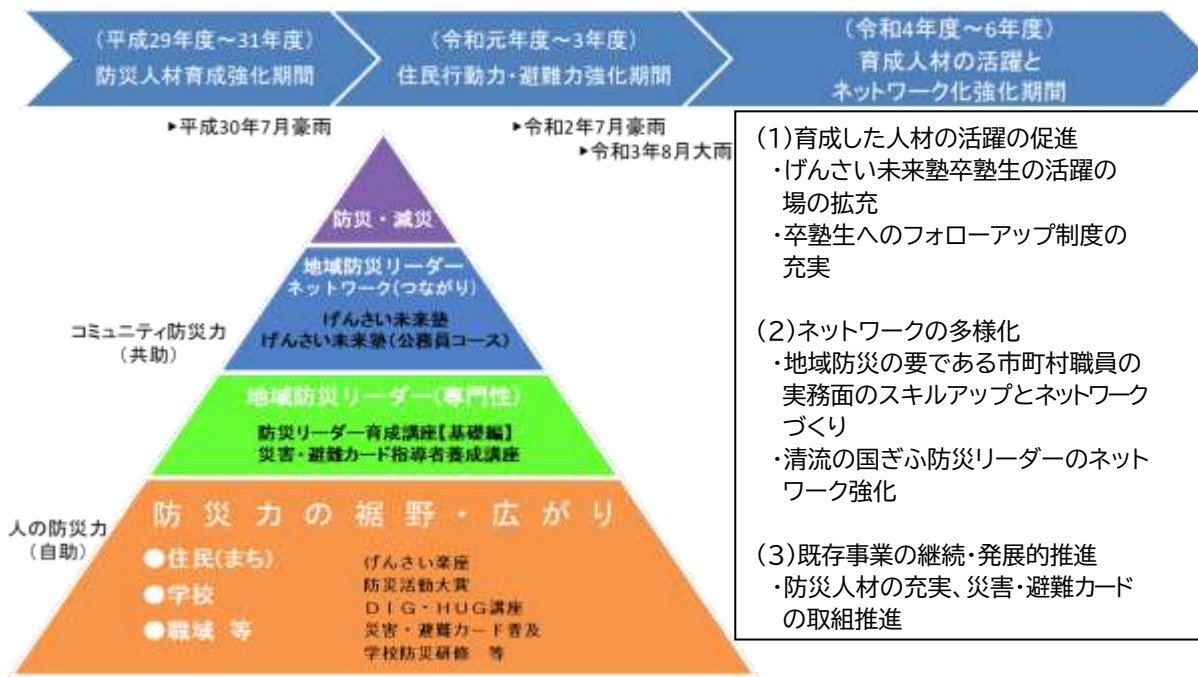 (平成29年度～31年度)
防災人材育成強化期間
(令和元年度～3年度)
住民行動力・避難力強化期間
(令和4年度～6年度)
育成人材の活躍と
ネットワーク化強化期間
▶平成30年7月豪雨
▶令和2年7月豪雨
▶令和3年8月大雨
防災・減災
地域防災リーダー
ネットワーク(つながり)
げんさい未来塾
げんさい未来塾(公務員コース)
コミュニティ防災力
(共助)
地域防災リーダー(専門性)
防災リーダー育成講座【基礎編】
災害・避難カード指導者養成講座
人の防災力
(自助)
防災力の裾野・広がり
●住民(まち)
●学校
●職域 等
げんさい楽座
防災活動大賞
DIG・HUG講座
災害・避難カード普及
学校防災研修 等
(1)育成した人材の活躍の促進
・げんさい未来塾卒塾生の活躍の
場の拡充
・卒塾生へのフォローアップ制度の
充実
(2)ネットワークの多様化
・地域防災の要である市町村職員の
実務面のスキルアップとネットワーク
づくり
・清流の国ぎふ防災リーダーのネット
ワーク強化
(3)既存事業の継続・発展的推進
・防災人材の充実、災害・避難カード
の取組推進